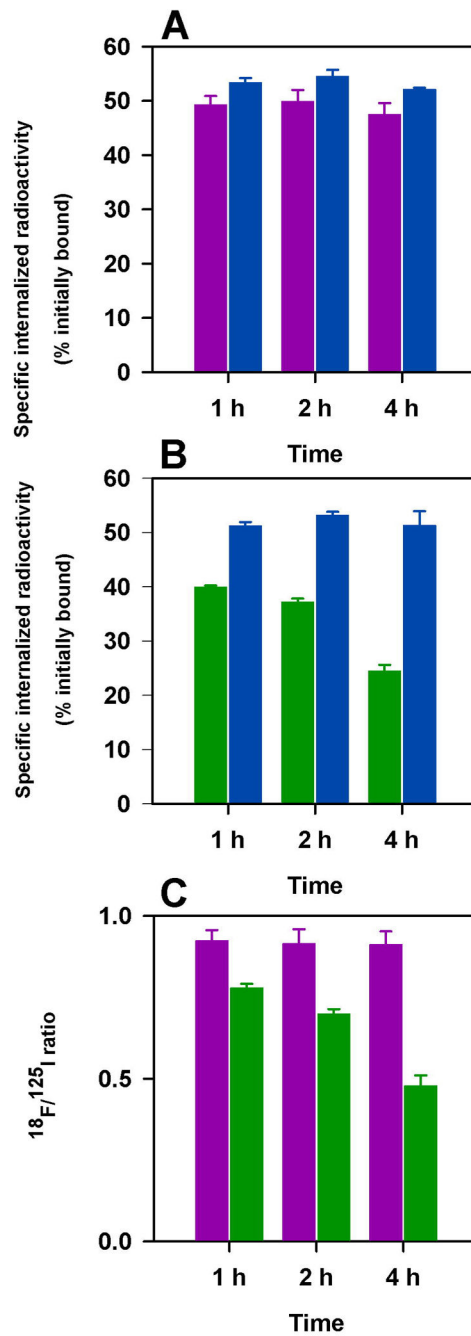 A
Specific internalized radioactivity
(% initially bound)
60
50
40
30
20
10
0
1 h 2 h 4 h
Time
B
Specific internalized radioactivity
(% initially bound)
60
50
40
30
20
10
0
1 h 2 h 4 h
Time
C
¹⁸F/¹²⁵I ratio
1.0
0.5
0.0
1 h 2 h 4 h
Time